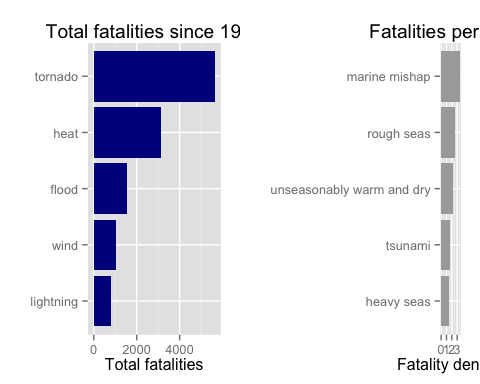 Total fatalities since 19
tornado
heat
flood
wind
lightning
0 2000 4000
Total fatalities
Fatalities per
marine mishap
rough seas
unseasonably warm and dry
tsunami
heavy seas
0123
Fatality den